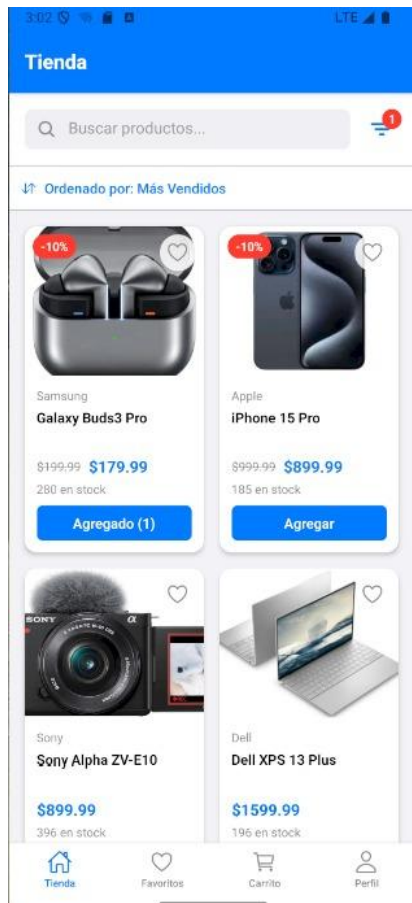 3:02
LTE
Tienda
Buscar productos...
1
Ordenado por: Más Vendidos
-10%
-10%
Samsung
Galaxy Buds3 Pro
$199.99 $179.99
280 en stock
Agregado (1)
Apple
iPhone 15 Pro
$999.99 $899.99
185 en stock
Agregar
SONY
α
Sony
Sony Alpha ZV-E10
$899.99
396 en stock
Dell
Dell XPS 13 Plus
$1599.99
196 en stock
Tienda
Favoritos
Carrito
Perfil